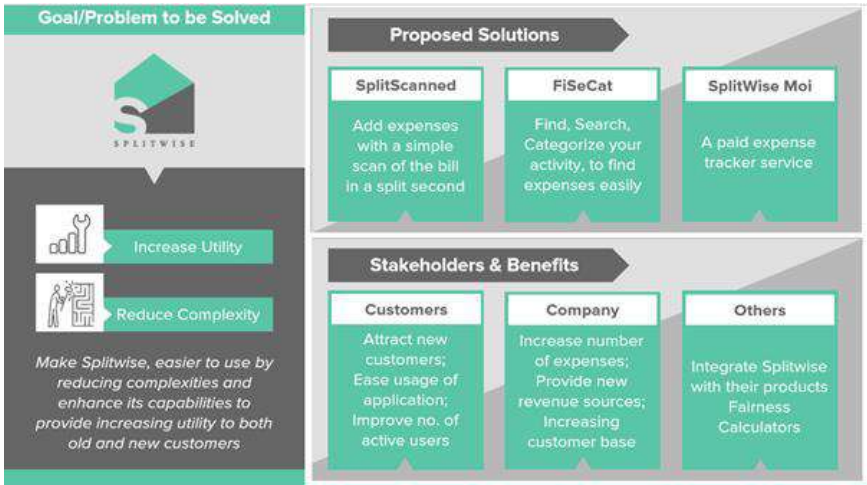 Goal/Problem to be Solved
S
SPLITWISE
Increase Utility
Reduce Complexity
Make Splitwise, easier to use by
reducing complexities and
enhance its capabilities to
provide increasing utility to both
old and new customers
Proposed Solutions
SplitScanned
Add expenses
with a simple
scan of the bill
in a split second
FiSeCat
Find, Search,
Categorize your
activity, to find
expenses easily
SplitWise Moi
A paid expense
tracker service
Stakeholders & Benefits
Customers
Attract new
customers;
Ease usage of
application;
Improve no. of
active users
Company
Increase number
of expenses;
Provide new
revenue sources;
Increasing
customer base
Others
Integrate Splitwise
with their products
Fairness
Calculators